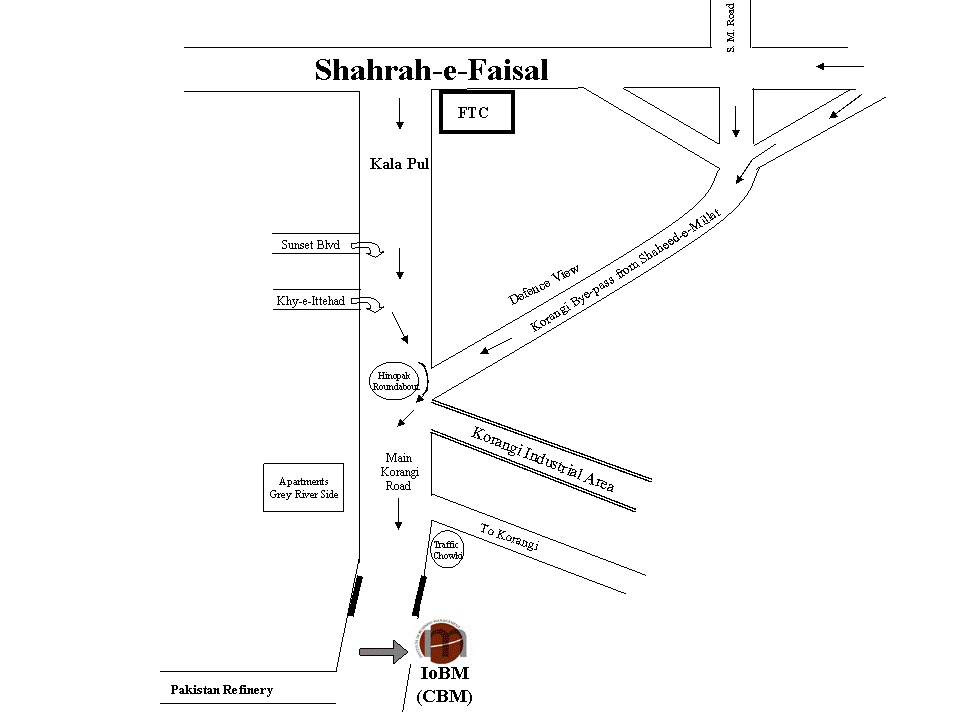 S. M. Road
Shahrah-e-Faisal
FTC
Kala Pul
Sunset Blvd
Khy-e-Ittehad
Defence View
Korangi Bye-pass from Shaheed-e-Millat
Hinopak
Roundabout
Korangi Industrial Area
Main
Korangi
Road
Apartments
Grey River Side
To Korangi
Traffic
Chowki
IoBM
(CBM)
Pakistan Refinery